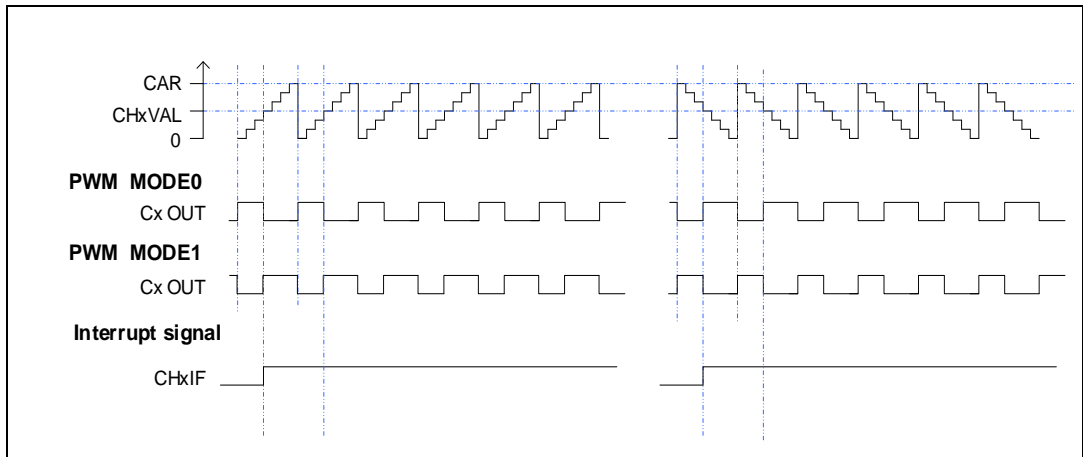 CAR
CHxVAL
0
PWM MODE0
Cx OUT
PWM MODE1
Cx OUT
Interrupt signal
CHxIF